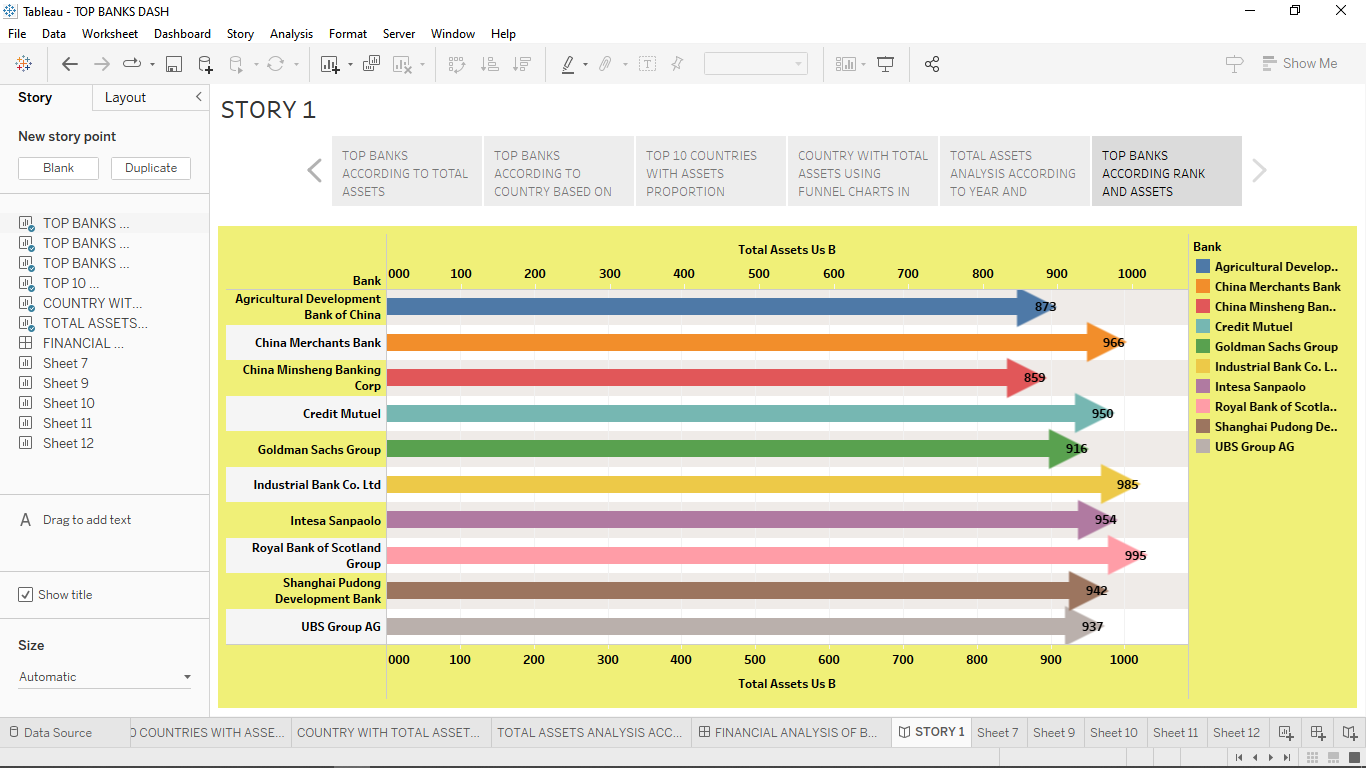 Tableau - TOP BANKS DASH
File Data Worksheet Dashboard Story Analysis Format Server Window Help
Show Me
Story Layout
New story point
Blank Duplicate
TOP BANKS ...
TOP BANKS ...
TOP BANKS ...
TOP 10 ...
COUNTRY WIT...
TOTAL ASSETS...
FINANCIAL ...
Sheet 7
Sheet 9
Sheet 10
Sheet 11
Sheet 12
A Drag to add text
Show title
Size
Automatic
STORY 1
TOP BANKS
ACCORDING TO TOTAL
ASSETS
TOP BANKS
ACCORDING TO
COUNTRY BASED ON
TOP 10 COUNTRIES
WITH ASSETS
PROPORTION
COUNTRY WITH TOTAL
ASSETS USING
FUNNEL CHARTS IN
TOTAL ASSETS
ANALYSIS ACCORDING
TO YEAR AND
TOP BANKS
ACCORDING RANK
AND ASSETS
Total Assets Us B
Bank 000 100 200 300 400 500 600 700 800 900 1000
Agricultural Development
Bank of China
873
China Merchants Bank 966
China Minsheng Banking
Corp
859
Credit Mutuel 950
Goldman Sachs Group 916
Industrial Bank Co. Ltd 985
Intesa Sanpaolo 954
Royal Bank of Scotland
Group
995
Shanghai Pudong
Development Bank
942
UBS Group AG 937
000 100 200 300 400 500 600 700 800 900 1000
Total Assets Us B
Bank
Agricultural Develop..
China Merchants Bank
China Minsheng Ban..
Credit Mutuel
Goldman Sachs Group
Industrial Bank Co. L..
Intesa Sanpaolo
Royal Bank of Scotla..
Shanghai Pudong De..
UBS Group AG
Data Source O COUNTRIES WITH ASSE... COUNTRY WITH TOTAL ASSET... TOTAL ASSETS ANALYSIS ACC... FINANCIAL ANALYSIS OF B... STORY 1 Sheet 7 Sheet 9 Sheet 10 Sheet 11 Sheet 12